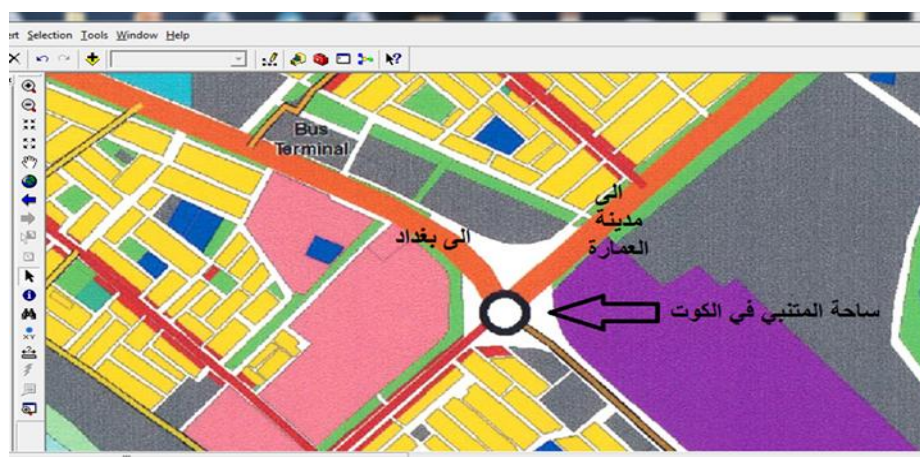 ert Selection Tools Window Help
Bus
Terminal
الى بغداد
الى
مدينة
العمارة
ساحة المتنبي في الكوت